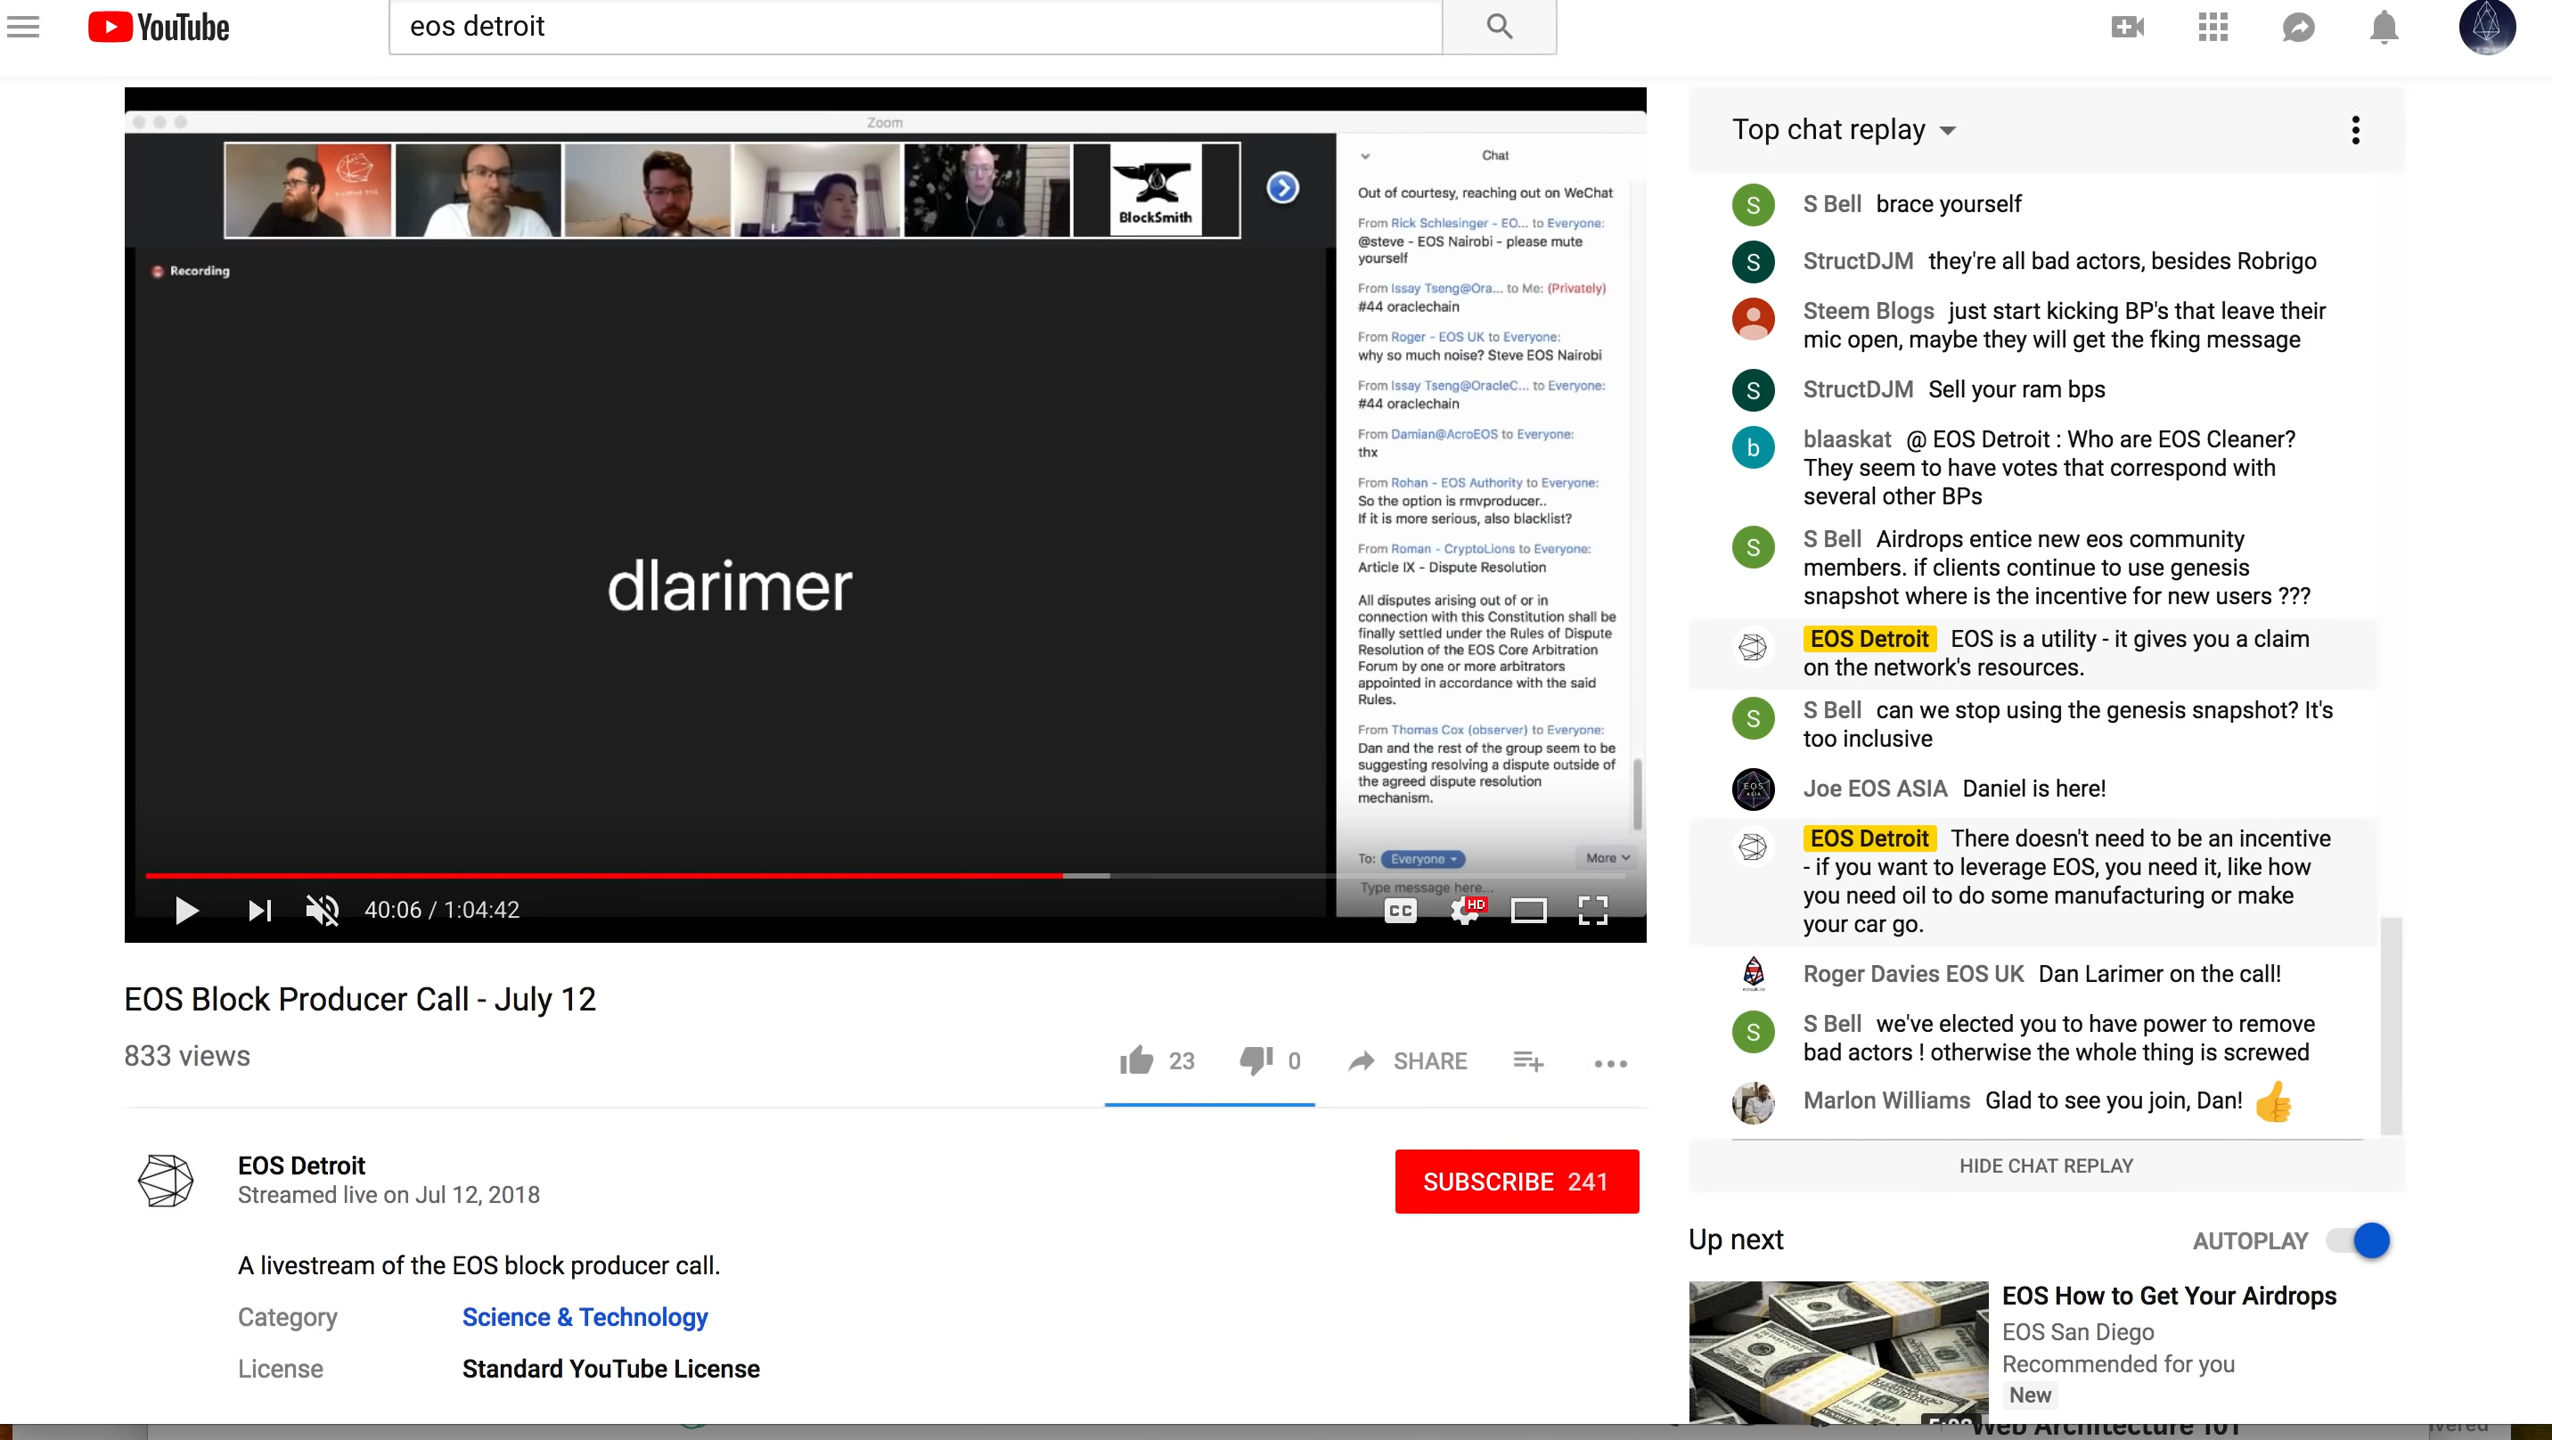 YouTube
eos detroit
Zoom
BlockSmith
Recording
dlarimer
Chat
Out of courtesy, reaching out on WeChat
From Rick Schlesinger - EO... to Everyone:
@steve - EOS Nairobi - please mute
yourself
From Issay Tseng@Ora... to Me: (Privately)
#44 oraclechain
From Roger - EOS UK to Everyone:
why so much noise? Steve EOS Nairobi
From Issay Tseng@OracleC... to Everyone:
#44 oraclechain
From Damian@AcroEOS to Everyone:
thx
From Rohan - EOS Authority to Everyone:
So the option is rmvproducer..
If it is more serious, also blacklist?
From Roman - CryptoLions to Everyone:
Article IX - Dispute Resolution
All disputes arising out of or in
connection with this Constitution shall be
finally settled under the Rules of Dispute
Resolution of the EOS Core Arbitration
Forum by one or more arbitrators
appointed in accordance with the said
Rules.
From Thomas Cox (observer) to Everyone:
Dan and the rest of the group seem to be
suggesting resolving a dispute outside of
the agreed dispute resolution
mechanism.
To: Everyone
More
Type message here...
40:06 / 1:04:42
CC
HD
EOS Block Producer Call - July 12
833 views
23
0
SHARE
EOS Detroit
Streamed live on Jul 12, 2018
SUBSCRIBE 241
A livestream of the EOS block producer call.
Category Science & Technology
License Standard YouTube License
Top chat replay
S
S Bell brace yourself
S
StructDJM they're all bad actors, besides Robrigo
Steem Blogs just start kicking BP's that leave their
mic open, maybe they will get the fking message
S
StructDJM Sell your ram bps
b
blaaskat @ EOS Detroit : Who are EOS Cleaner?
They seem to have votes that correspond with
several other BPs
S
S Bell Airdrops entice new eos community
members. if clients continue to use genesis
snapshot where is the incentive for new users ???
EOS Detroit EOS is a utility - it gives you a claim
on the network's resources.
S
S Bell can we stop using the genesis snapshot? It's
too inclusive
EOS
ASIA
Joe EOS ASIA Daniel is here!
EOS Detroit There doesn't need to be an incentive
- if you want to leverage EOS, you need it, like how
you need oil to do some manufacturing or make
your car go.
Roger Davies EOS UK Dan Larimer on the call!
S
S Bell we've elected you to have power to remove
bad actors ! otherwise the whole thing is screwed
Marlon Williams Glad to see you join, Dan!
HIDE CHAT REPLAY
Up next
AUTOPLAY
EOS How to Get Your Airdrops
EOS San Diego
Recommended for you
New
Web Architecture 101